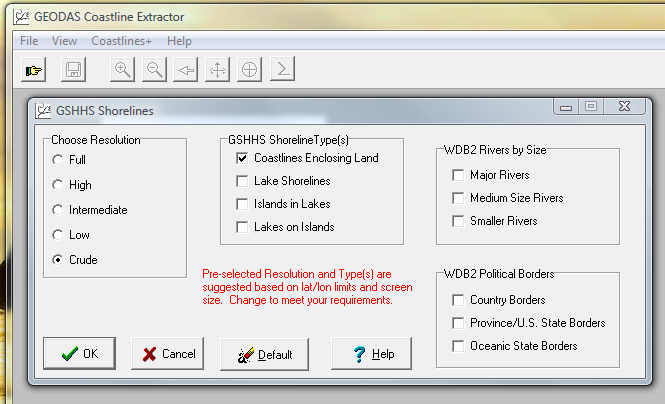 GEODAS Coastline Extractor
File View Coastlines+ Help
GSHHS Shorelines
Choose Resolution
Full
High
Intermediate
Low
Crude
GSHHS ShorelineType(s)
Coastlines Enclosing Land
Lake Shorelines
Islands in Lakes
Lakes on Islands
Pre-selected Resolution and Type(s) are
suggested based on lat/lon limits and screen
size. Change to meet your requirements.
WDB2 Rivers by Size
Major Rivers
Medium Size Rivers
Smaller Rivers
WDB2 Political Borders
Country Borders
Province/U.S. State Borders
Oceanic State Borders
OK
Cancel
Default
Help